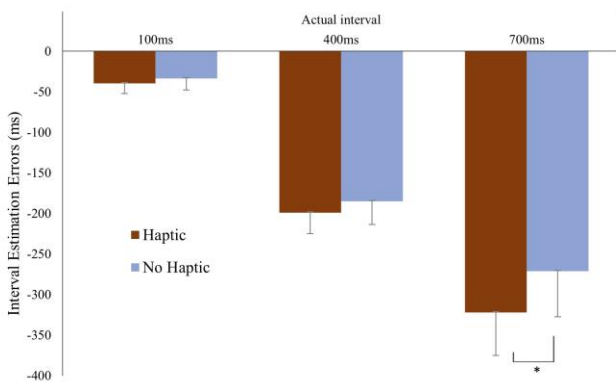 Actual interval
100ms 400ms 700ms
0
-50
-100
-150
-200
-250
-300
-350
-400
Interval Estimation Errors (ms)
Haptic
No Haptic
*